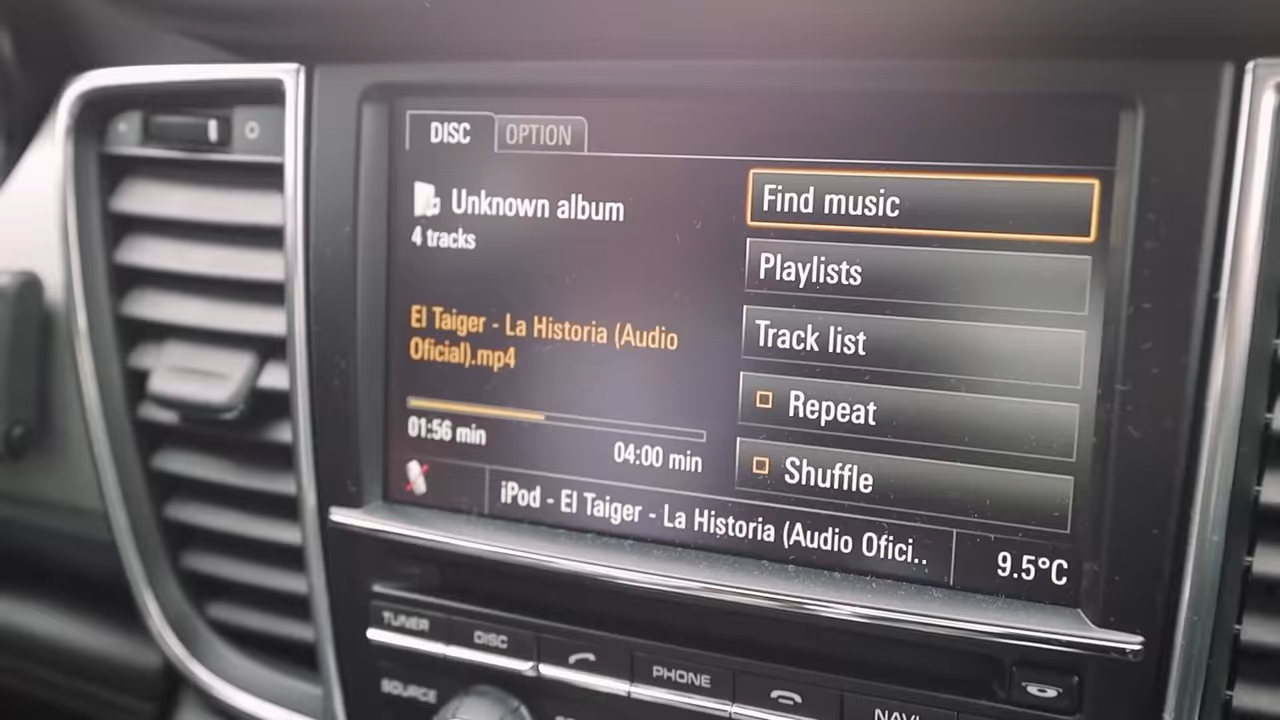 DISC OPTION
Unknown album
4 tracks
El Taiger - La Historia (Audio
Oficial).mp4
01:56 min
04:00 min
Find music
Playlists
Track list
Repeat
Shuffle
iPod - El Taiger - La Historia (Audio Ofici..
9.5°C
TUNER
DISC
PHONE
SOURCE